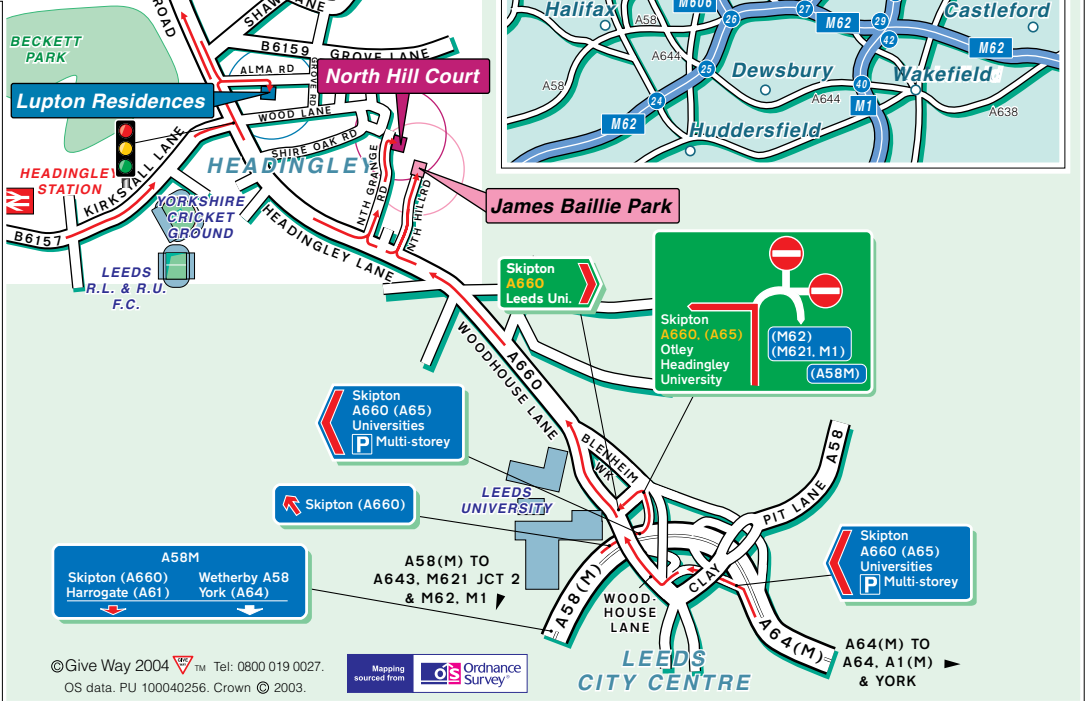 BECKETT
PARK
ROAD
SHAW LANE
B6159
GROVE LANE
ALMA RD
GROVE RD
North Hill Court
Lupton Residences
WOOD LANE
SHIRE OAK RD
HEADINGLEY
HEADINGLEY
STATION
KIRKSTALL LANE
B6157
YORKSHIRE
CRICKET
GROUND
LEEDS
R.L. & R.U.
F.C.
NTH GRANGE
RD
NTH HILL RD
James Baillie Park
HEADINGLEY LANE
Halifax
A58
M606
26
27
M62
29
42
Castleford
M62
A644
25
Dewsbury
Wakefield
A58
24
A644
40
M1
A638
M62
Huddersfield
Skipton
A660
Leeds Uni.
Skipton
A660, (A65)
Otley
Headingley
University
(M62)
(M621, M1)
(A58M)
WOODHOUSE LANE
A660
Skipton
A660 (A65)
Universities
P Multi-storey
BLENHEIM
WK
A58
CLAY PIT LANE
LEEDS
UNIVERSITY
Skipton (A660)
A58M
Skipton (A660)
Harrogate (A61)
Wetherby A58
York (A64)
A58(M) TO
A643, M621 JCT 2
& M62, M1
A58(M)
WOOD-
HOUSE
LANE
Skipton
A660 (A65)
Universities
P Multi-storey
A64(M)
A64(M) TO
A64, A1(M)
& YORK
LEEDS
CITY CENTRE
©Give Way 2004 GIVE WAY TM Tel: 0800 019 0027.
OS data. PU 100040256. Crown © 2003.
Mapping
sourced from
OS Ordnance
Survey®